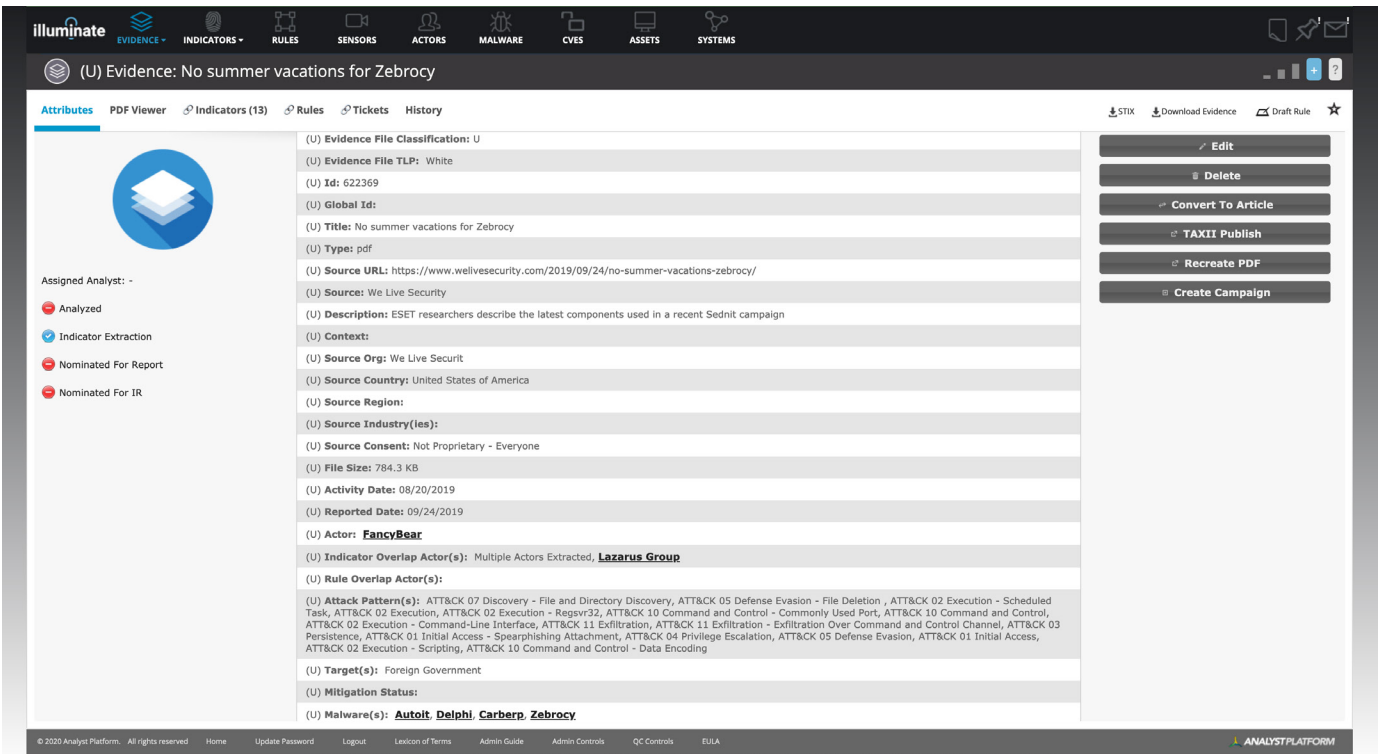 illuminate
EVIDENCE
INDICATORS
RULES
SENSORS
ACTORS
MALWARE
CVES
ASSETS
SYSTEMS
(U) Evidence: No summer vacations for Zebrocy
+
?
Attributes
PDF Viewer
Indicators (13)
Rules
Tickets
History
STIX
Download Evidence
Draft Rule
Assigned Analyst: -
Analyzed
Indicator Extraction
Nominated For Report
Nominated For IR
(U) Evidence File Classification: U
(U) Evidence File TLP: White
(U) Id: 622369
(U) Global Id:
(U) Title: No summer vacations for Zebrocy
(U) Type: pdf
(U) Source URL: https://www.welivesecurity.com/2019/09/24/no-summer-vacations-zebrocy/
(U) Source: We Live Security
(U) Description: ESET researchers describe the latest components used in a recent Sednit campaign
(U) Context:
(U) Source Org: We Live Securit
(U) Source Country: United States of America
(U) Source Region:
(U) Source Industry(ies):
(U) Source Consent: Not Proprietary - Everyone
(U) File Size: 784.3 KB
(U) Activity Date: 08/20/2019
(U) Reported Date: 09/24/2019
(U) Actor: FancyBear
(U) Indicator Overlap Actor(s): Multiple Actors Extracted, Lazarus Group
(U) Rule Overlap Actor(s):
(U) Attack Pattern(s): ATT&CK 07 Discovery - File and Directory Discovery, ATT&CK 05 Defense Evasion - File Deletion , ATT&CK 02 Execution - Scheduled
Task, ATT&CK 02 Execution, ATT&CK 02 Execution - Regsvr32, ATT&CK 10 Command and Control - Commonly Used Port, ATT&CK 10 Command and Control,
ATT&CK 02 Execution - Command-Line Interface, ATT&CK 11 Exfiltration, ATT&CK 11 Exfiltration - Exfiltration Over Command and Control Channel, ATT&CK 03
Persistence, ATT&CK 01 Initial Access - Spearphishing Attachment, ATT&CK 04 Privilege Escalation, ATT&CK 05 Defense Evasion, ATT&CK 01 Initial Access,
ATT&CK 02 Execution - Scripting, ATT&CK 10 Command and Control - Data Encoding
(U) Target(s): Foreign Government
(U) Mitigation Status:
(U) Malware(s): Autoit, Delphi, Carberp, Zebrocy
Edit
Delete
Convert To Article
TAXII Publish
Recreate PDF
Create Campaign
© 2020 Analyst Platform. All rights reserved
Home
Update Password
Logout
Lexicon of Terms
Admin Guide
Admin Controls
QC Controls
EULA
ANALYSTPLATFORM